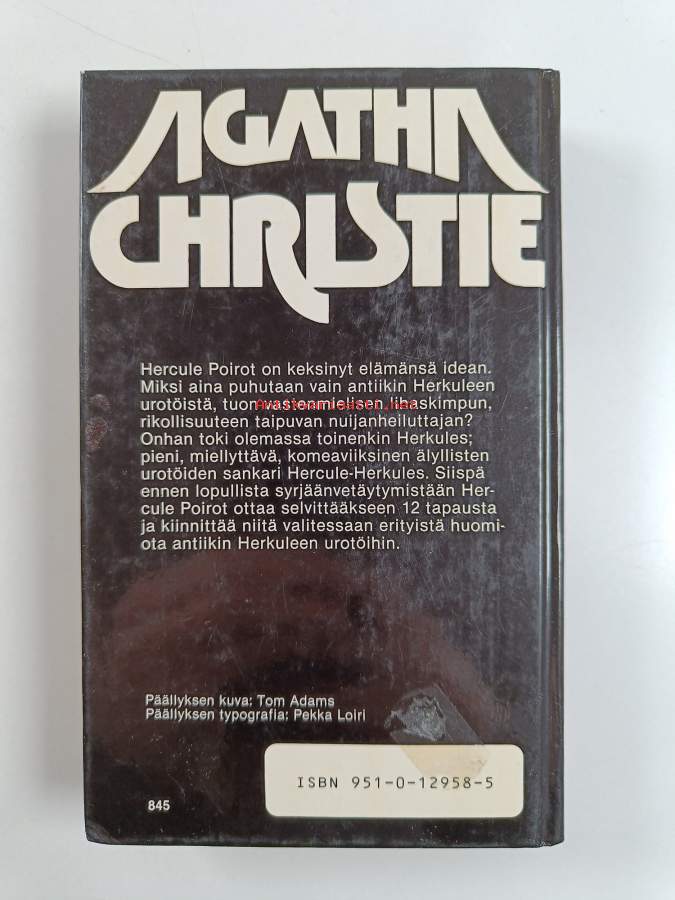 AGATHA
CHRISTIE
Hercule Poirot on keksinyt elämänsä idean.
Miksi aina puhutaan vain antiikin Herkuleen
urotöistä, tuon vastenmielisen lihaskimpun,
rikollisuuteen taipuvan nuijanheiluttajan?
Onhan toki olemassa toinenkin Herkules;
pieni, miellyttävä, komeaviiksinen älyllisten
urotöiden sankari Hercule-Herkules. Siispä
ennen lopullista syrjäänvetäytymistään Her-
cule Poirot ottaa selvittääkseen 12 tapausta
ja kiinnittää niitä valitessaan erityistä huomi-
ota antiikin Herkuleen urotöihin.
Päällyksen kuva: Tom Adams
Päällyksen typografia: Pekka Loiri
ISBN 951-0-12958-5
845